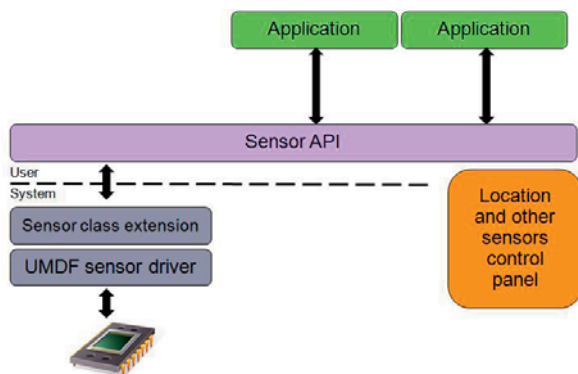 Application
Application
Sensor API
User
System
Sensor class extension
UMDF sensor driver
Location
and other
sensors
control
panel